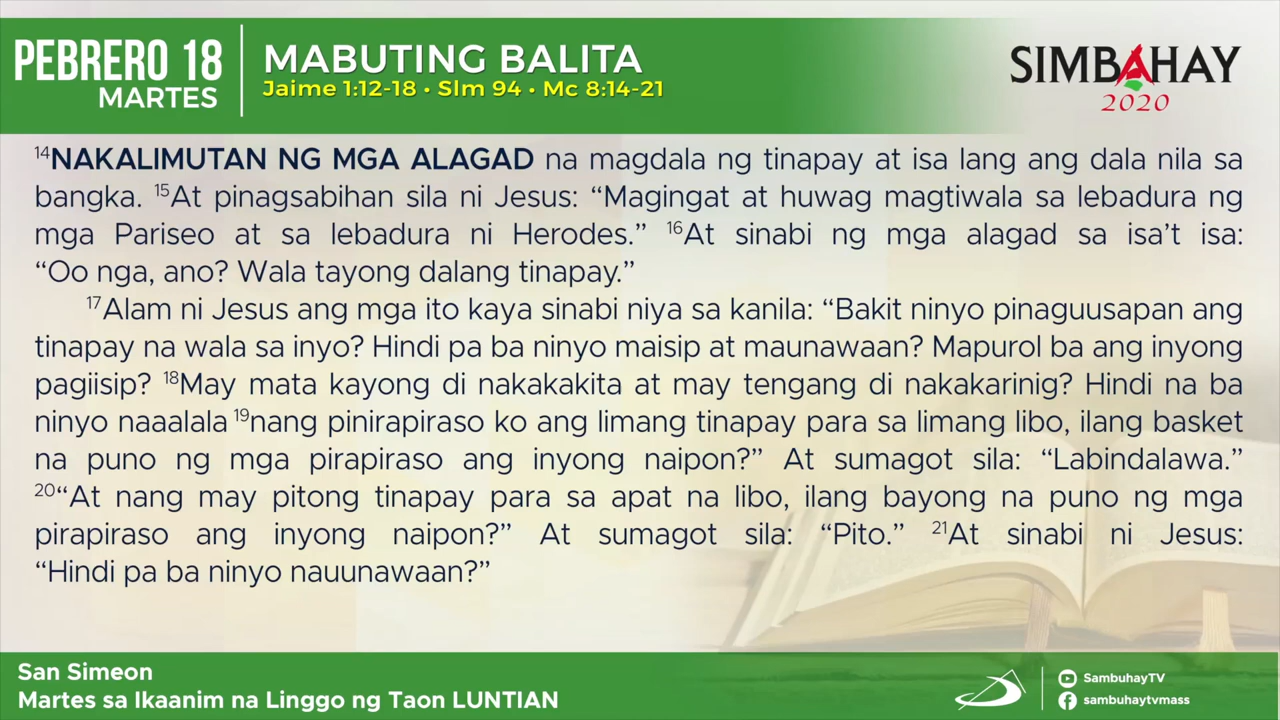 PEBRERO 18
MARTES
MABUTING BALITA
Jaime 1:12-18 • Slm 94 • Mc 8:14-21
SIMBAHAY
2020
14NAKALIMUTAN NG MGA ALAGAD na magdala ng tinapay at isa lang ang dala nila sa
bangka. 15At pinagsabihan sila ni Jesus: “Magingat at huwag magtiwala sa lebadura ng
mga Pariseo at sa lebadura ni Herodes.” 16At sinabi ng mga alagad sa isa’t isa:
“Oo nga, ano? Wala tayong dalang tinapay.”
17Alam ni Jesus ang mga ito kaya sinabi niya sa kanila: “Bakit ninyo pinaguusapan ang
tinapay na wala sa inyo? Hindi pa ba ninyo maisip at maunawaan? Mapurol ba ang inyong
pagiisip? 18May mata kayong di nakakakita at may tengang di nakakarinig? Hindi na ba
ninyo naaalala 19nang pinirapiraso ko ang limang tinapay para sa limang libo, ilang basket
na puno ng mga pirapiraso ang inyong naipon?” At sumagot sila: “Labindalawa.”
20“At nang may pitong tinapay para sa apat na libo, ilang bayong na puno ng mga
pirapiraso ang inyong naipon?” At sumagot sila: “Pito.” 21At sinabi ni Jesus:
“Hindi pa ba ninyo nauunawaan?”
San Simeon
Martes sa Ikaanim na Linggo ng Taon LUNTIAN
SambuhayTV
sambuhaytvmass